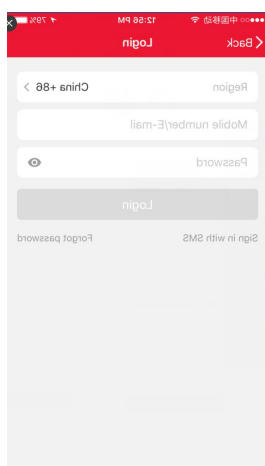 中国移动 12:56 PM 79%
Back Login
Region China +86
Mobile number/E-mail
Password
Login
Sign in with SMS Forgot password